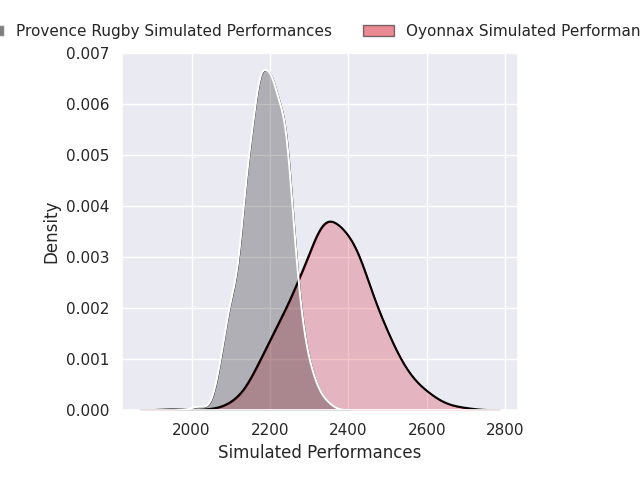 Provence Rugby Simulated Performances
Oyonnax Simulated Performan
0.007
0.006
0.005
0.004
0.003
0.002
0.001
0.000
Density
2000 2200 2400 2600 2800
Simulated Performances